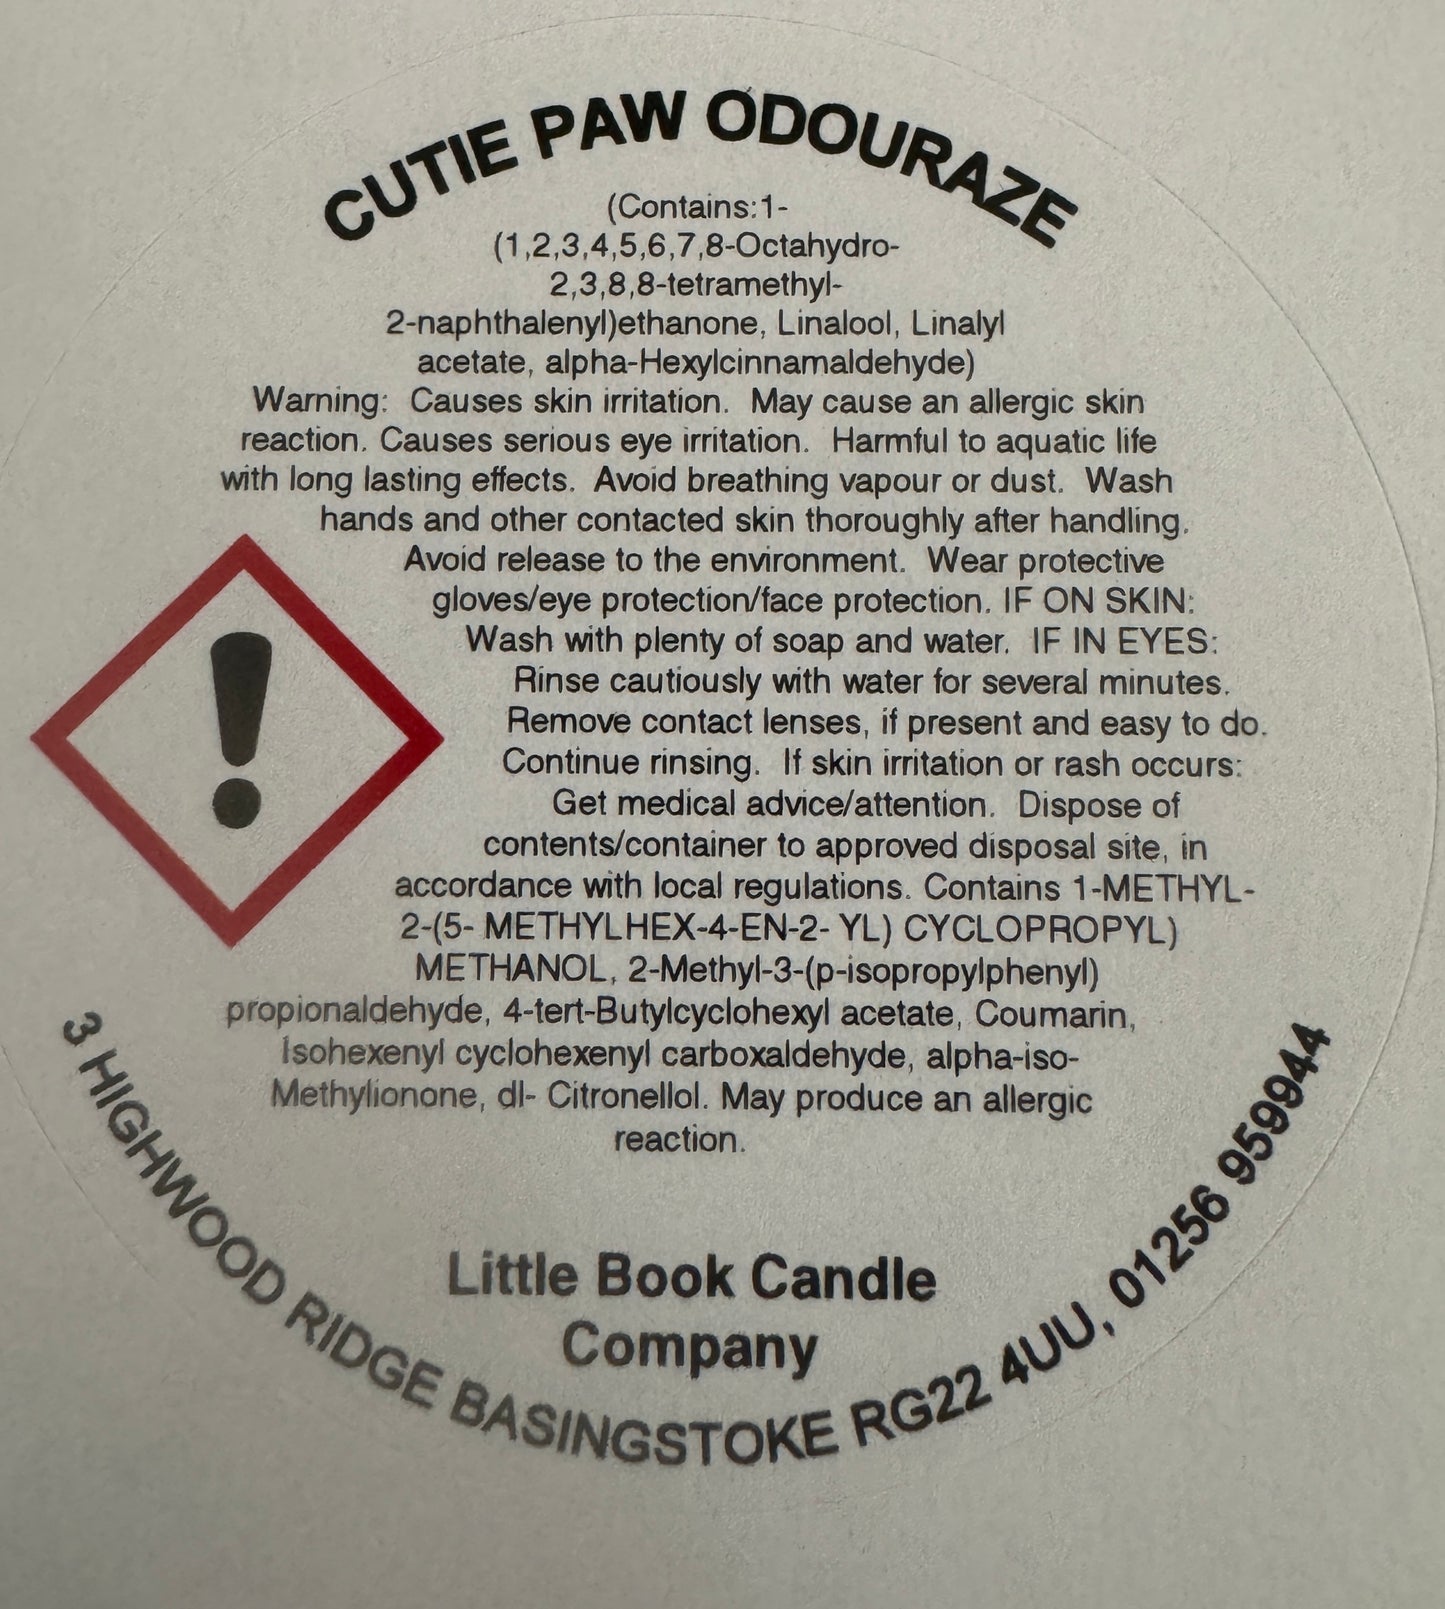 CUTIE PAW ODOURAZE
(Contains:1-
(1,2,3,4,5,6,7,8-Octahydro-
2,3,8,8-tetramethyl-
2-naphthalenyl)ethanone, Linalool, Linalyl
acetate, alpha-Hexylcinnamaldehyde)
Warning: Causes skin irritation. May cause an allergic skin
reaction. Causes serious eye irritation. Harmful to aquatic life
with long lasting effects. Avoid breathing vapour or dust. Wash
hands and other contacted skin thoroughly after handling.
Avoid release to the environment. Wear protective
gloves/eye protection/face protection. IF ON SKIN:
Wash with plenty of soap and water. IF IN EYES:
Rinse cautiously with water for several minutes.
Remove contact lenses, if present and easy to do.
Continue rinsing. If skin irritation or rash occurs:
Get medical advice/attention. Dispose of
contents/container to approved disposal site, in
accordance with local regulations. Contains 1-METHYL-
2-(5- METHYLHEX-4-EN-2- YL) CYCLOPROPYL)
METHANOL, 2-Methyl-3-(p-isopropylphenyl)
propionaldehyde, 4-tert-Butylcyclohexyl acetate, Coumarin,
Isohexenyl cyclohexenyl carboxaldehyde, alpha-iso-
Methylionone, dl- Citronellol. May produce an allergic
reaction.
Little Book Candle
Company
3 HIGHWOOD RIDGE BASINGSTOKE RG22 4UU, 01256 959944